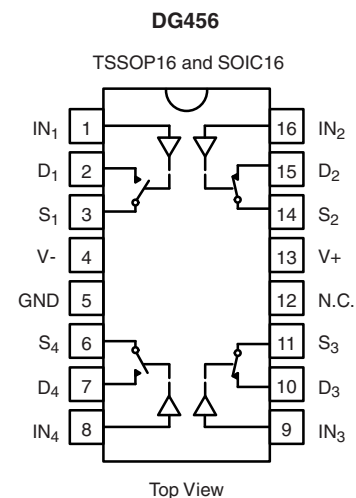 DG456
TSSOP16 and SOIC16
IN1 1 16 IN2
D1 2 15 D2
S1 3 14 S2
V- 4 13 V+
GND 5 12 N.C.
S4 6 11 S3
D4 7 10 D3
IN4 8 9 IN3
Top View